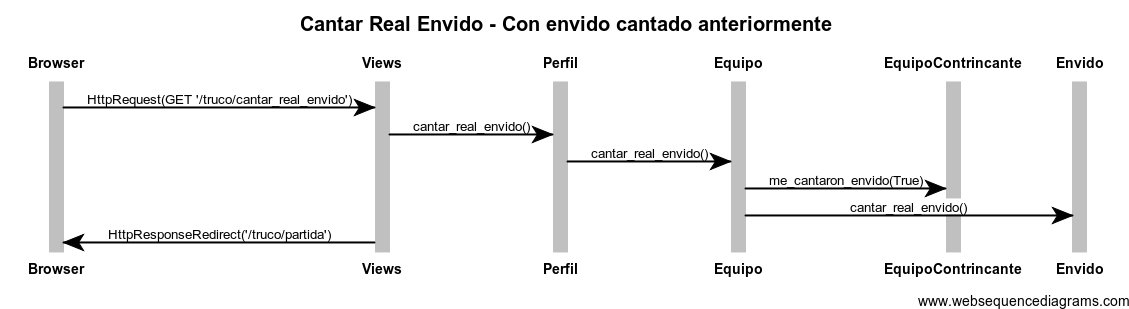 Cantar Real Envido - Con envido cantado anteriormente
Browser Views Perfil Equipo EquipoContrincante Envido
HttpRequest(GET '/truco/cantar_real_envido')
cantar_real_envido()
cantar_real_envido()
me_cantaron_envido(True)
cantar_real_envido()
HttpResponseRedirect('/truco/partida')
Browser Views Perfil Equipo EquipoContrincante Envido
www.websequencediagrams.com